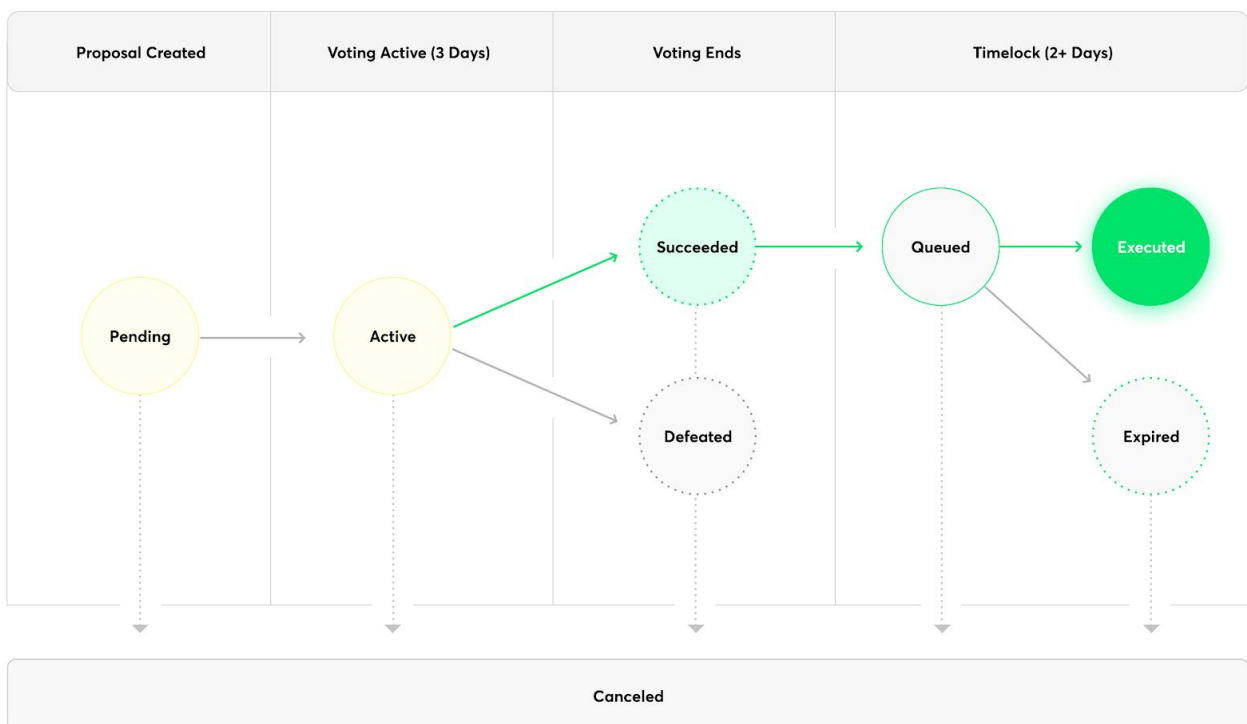 Proposal Created
Voting Active (3 Days)
Voting Ends
Timelock (2+ Days)
Succeeded
Queued
Executed
Pending
Active
Defeated
Expired
Canceled